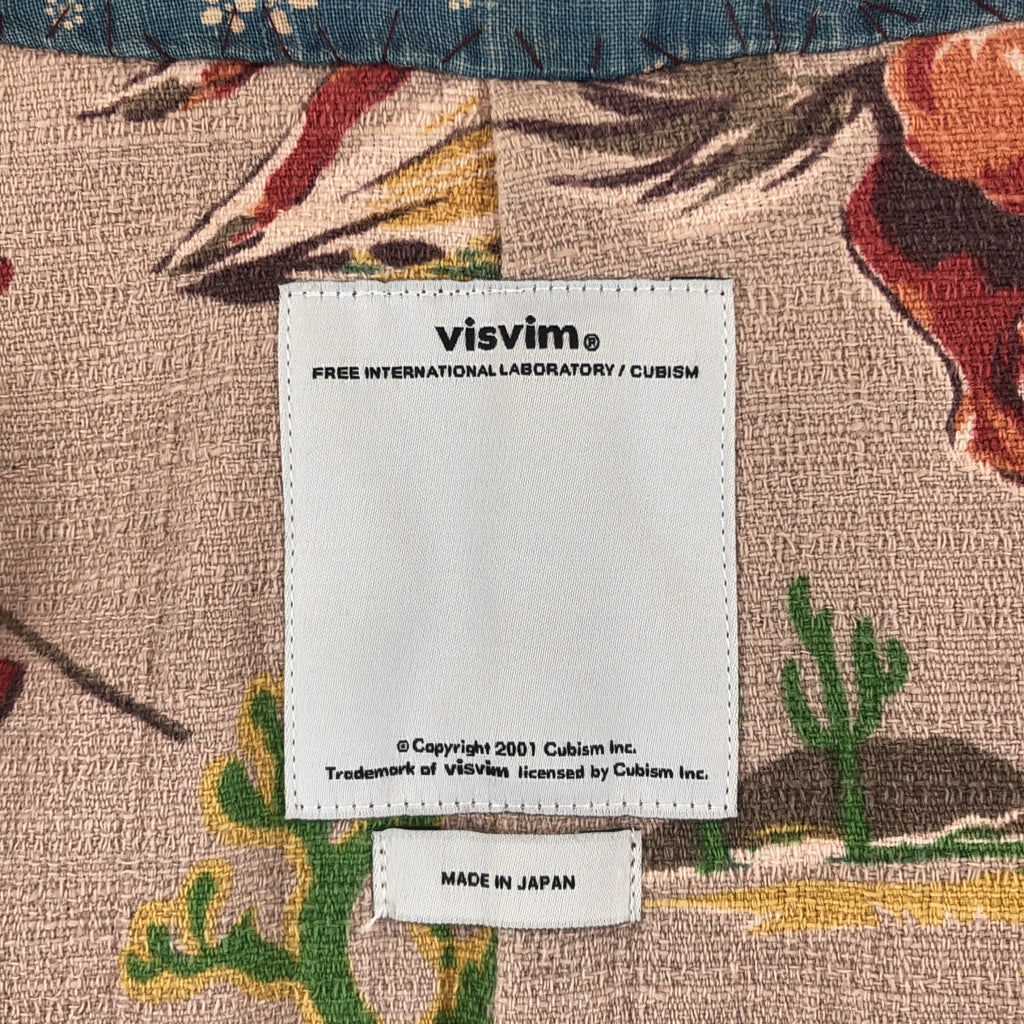 visvim®
FREE INTERNATIONAL LABORATORY / CUBISM
© Copyright 2001 Cubism Inc.
Trademark of visvim licensed by Cubism Inc.
MADE IN JAPAN